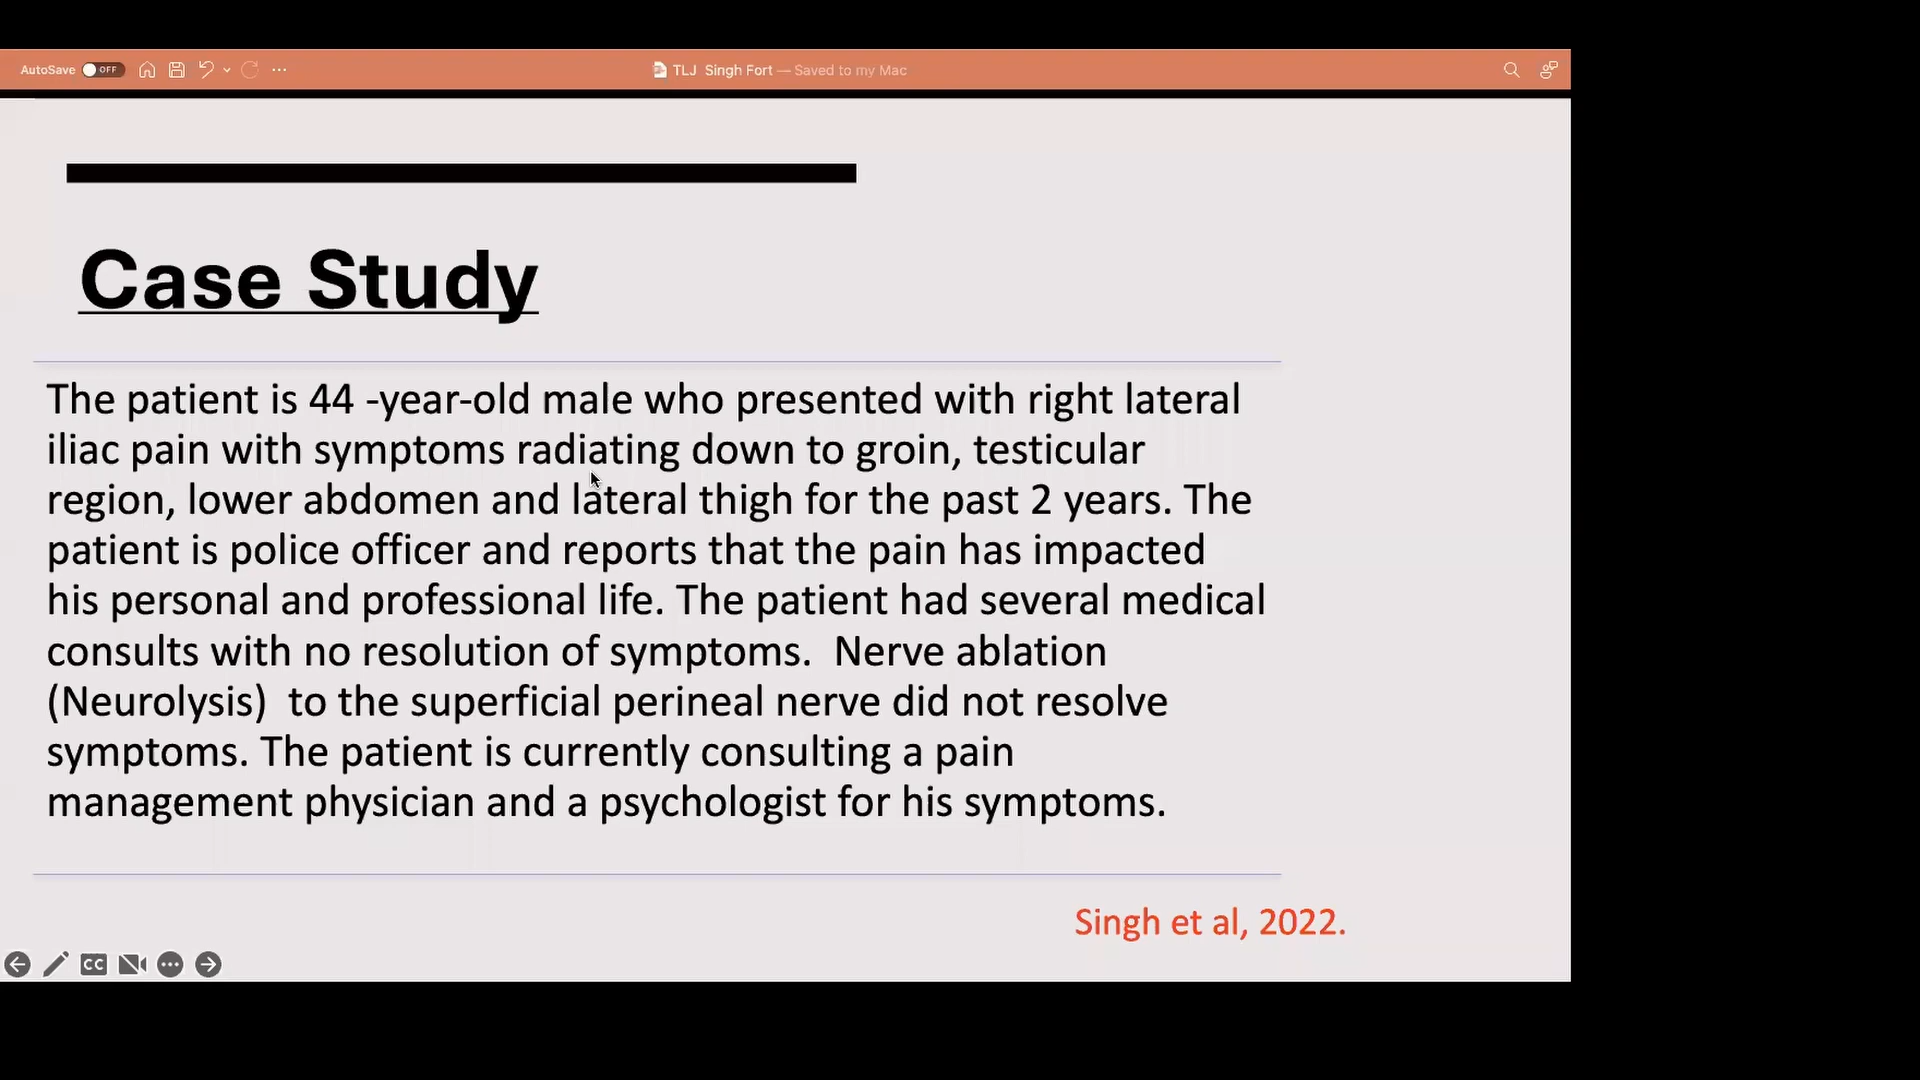 AutoSave OFF TLJ Singh Fort — Saved to my Mac
Case Study
The patient is 44 -year-old male who presented with right lateral
iliac pain with symptoms radiating down to groin, testicular
region, lower abdomen and lateral thigh for the past 2 years. The
patient is police officer and reports that the pain has impacted
his personal and professional life. The patient had several medical
consults with no resolution of symptoms. Nerve ablation
(Neurolysis) to the superficial perineal nerve did not resolve
symptoms. The patient is currently consulting a pain
management physician and a psychologist for his symptoms.
Singh et al, 2022.
CC